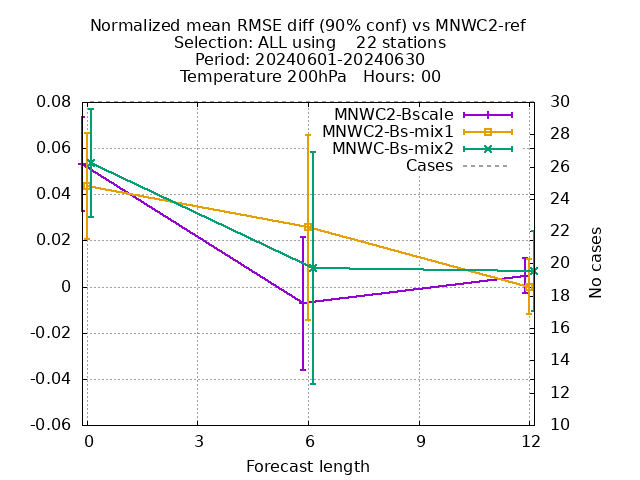 Normalized mean RMSE diff (90% conf) vs MNWC2-ref
Selection: ALL using    22 stations
Period: 20240601-20240630
Temperature 200hPa   Hours: 00
0.08
0.06
0.04
0.02
0
-0.02
-0.04
-0.06
MNWC2-Bscale
MNWC2-Bs-mix1
MNWC-Bs-mix2
Cases
30
28
26
24
22
20
18
16
14
12
10
No cases
0 3 6 9 12
Forecast length